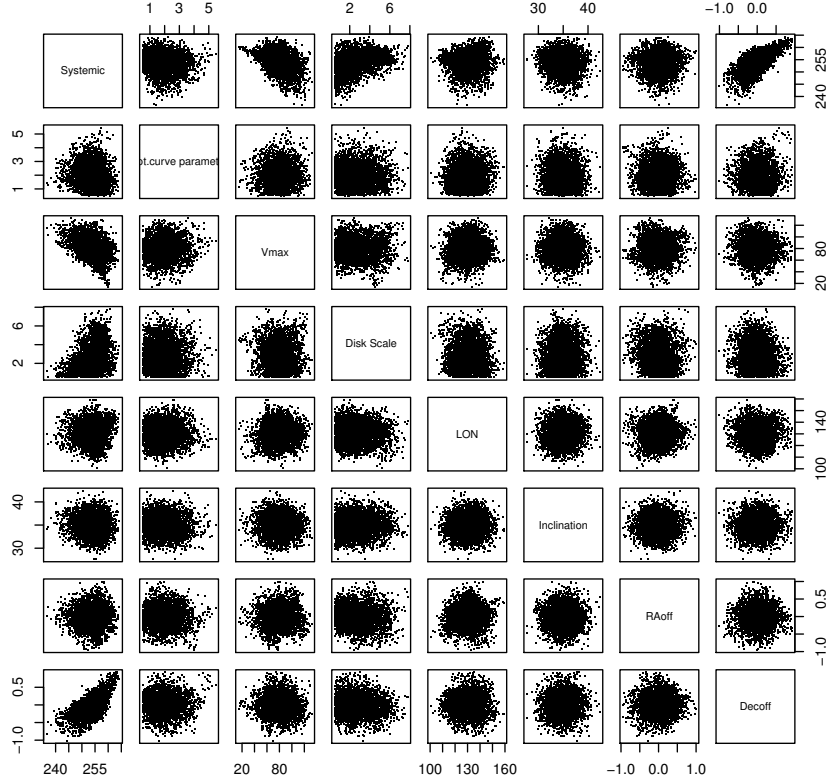 1 3 5
2 6
30 40
−1.0 0.0
Systemic
240 255
1 3 5
ot.curve paramet
Vmax
20 80
2 6
Disk Scale
LON
100 140
30 40
Inclination
RAoff
−1.0 0.5
−1.0 0.5
Decoff
240 255
20 80
100 130 160
−1.0 0.0 1.0